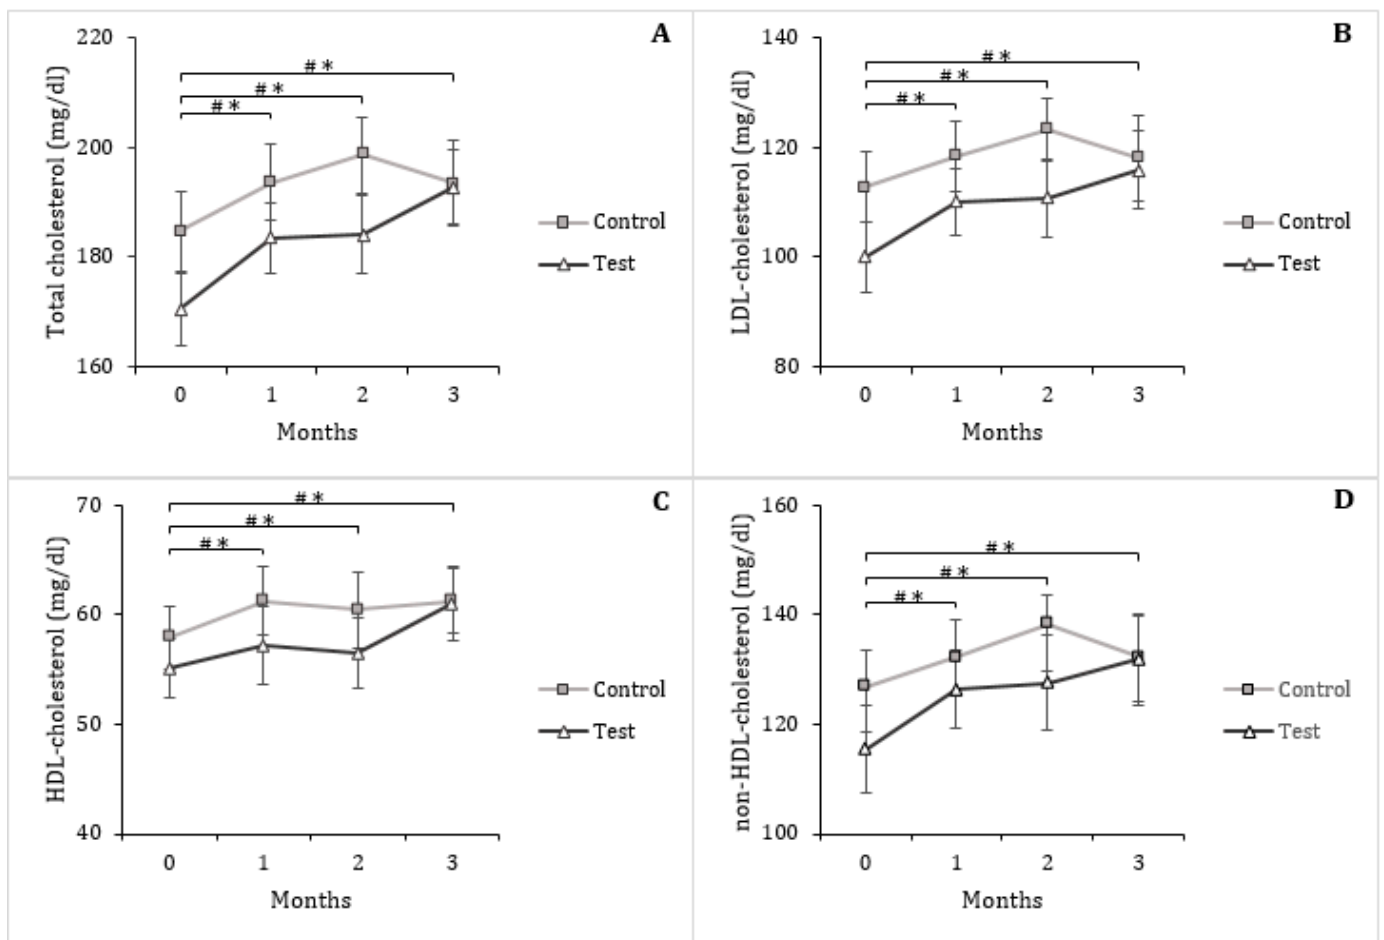 A
Total cholesterol (mg/dl)
220
200
180
160
# *
# *
# *
0 1 2 3
Months
Control
Test
B
LDL-cholesterol (mg/dl)
140
120
100
80
# *
# *
# *
0 1 2 3
Months
Control
Test
C
HDL-cholesterol (mg/dl)
70
60
50
40
# *
# *
# *
0 1 2 3
Months
Control
Test
D
non-HDL-cholesterol (mg/dl)
160
140
120
100
# *
# *
# *
0 1 2 3
Months
Control
Test